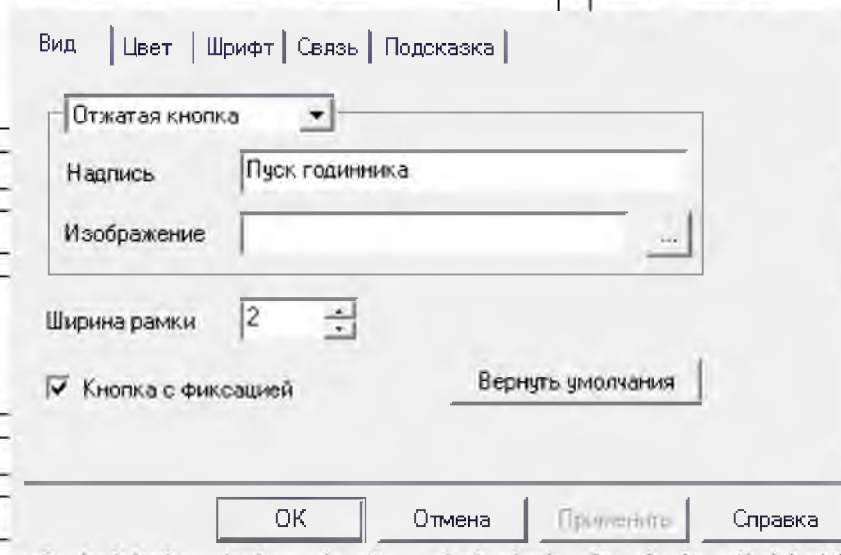 Вид Цвет Шрифт Связь Подсказка
Отжатая кнопка
Надпись Пуск годинника
Изображение ...
Ширина рамки 2
Кнопка с фиксацией Вернуть умолчания
ОК Отмена Применить Справка